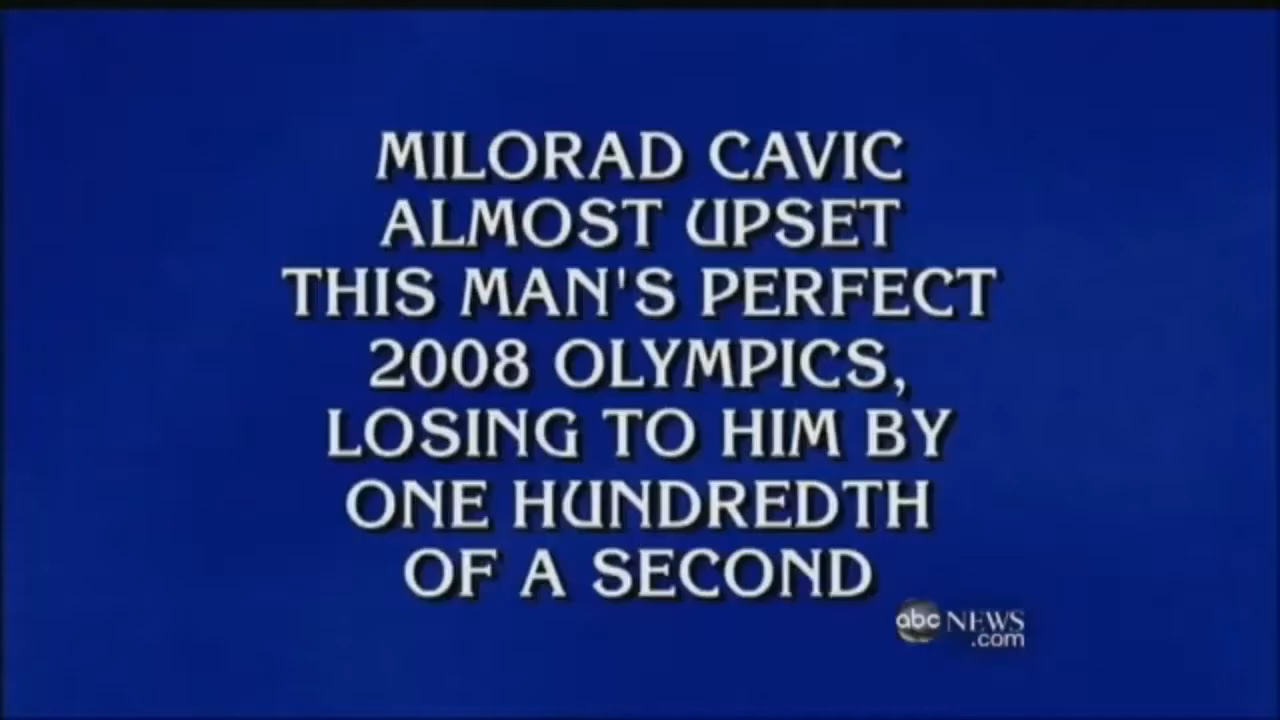 MILORAD CAVIC
ALMOST UPSET
THIS MAN'S PERFECT
2008 OLYMPICS,
LOSING TO HIM BY
ONE HUNDREDTH
OF A SECOND
abc NEWS
.com